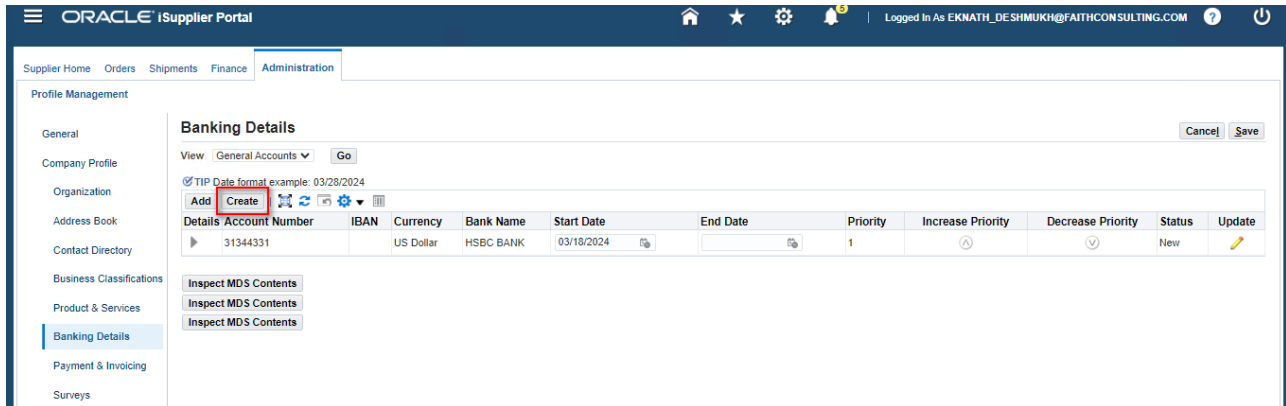 ORACLE iSupplier Portal
5
Logged In As EKNATH_DESHMUKH@FAITHCONSULTING.COM ?
Supplier Home Orders Shipments Finance Administration
Profile Management
General
Company Profile
Organization
Address Book
Contact Directory
Business Classifications
Product & Services
Banking Details
Payment & Invoicing
Surveys
Banking Details
Cancel Save
View General Accounts Go
TIP Date format example: 03/28/2024
Add Create
Details Account Number IBAN Currency Bank Name Start Date End Date Priority Increase Priority Decrease Priority Status Update
31344331 US Dollar HSBC BANK 03/18/2024 1 New
Inspect MDS Contents
Inspect MDS Contents
Inspect MDS Contents